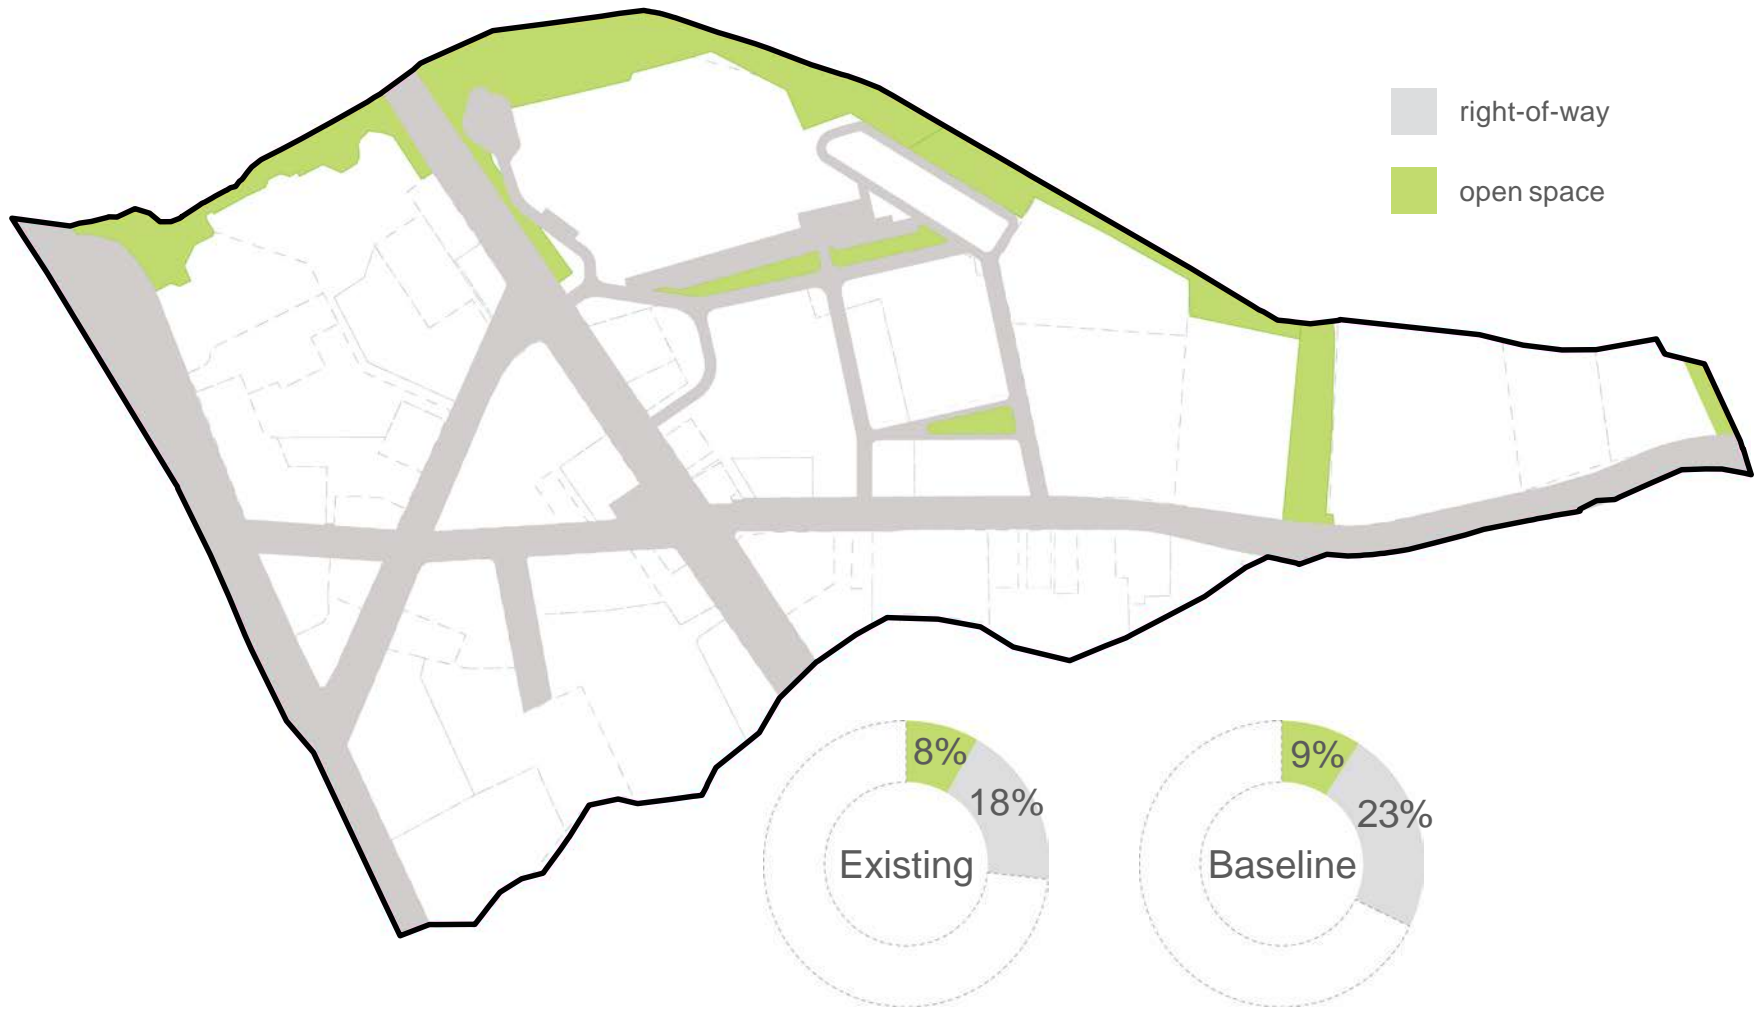 right-of-way
open space
8%
18%
Existing
9%
23%
Baseline